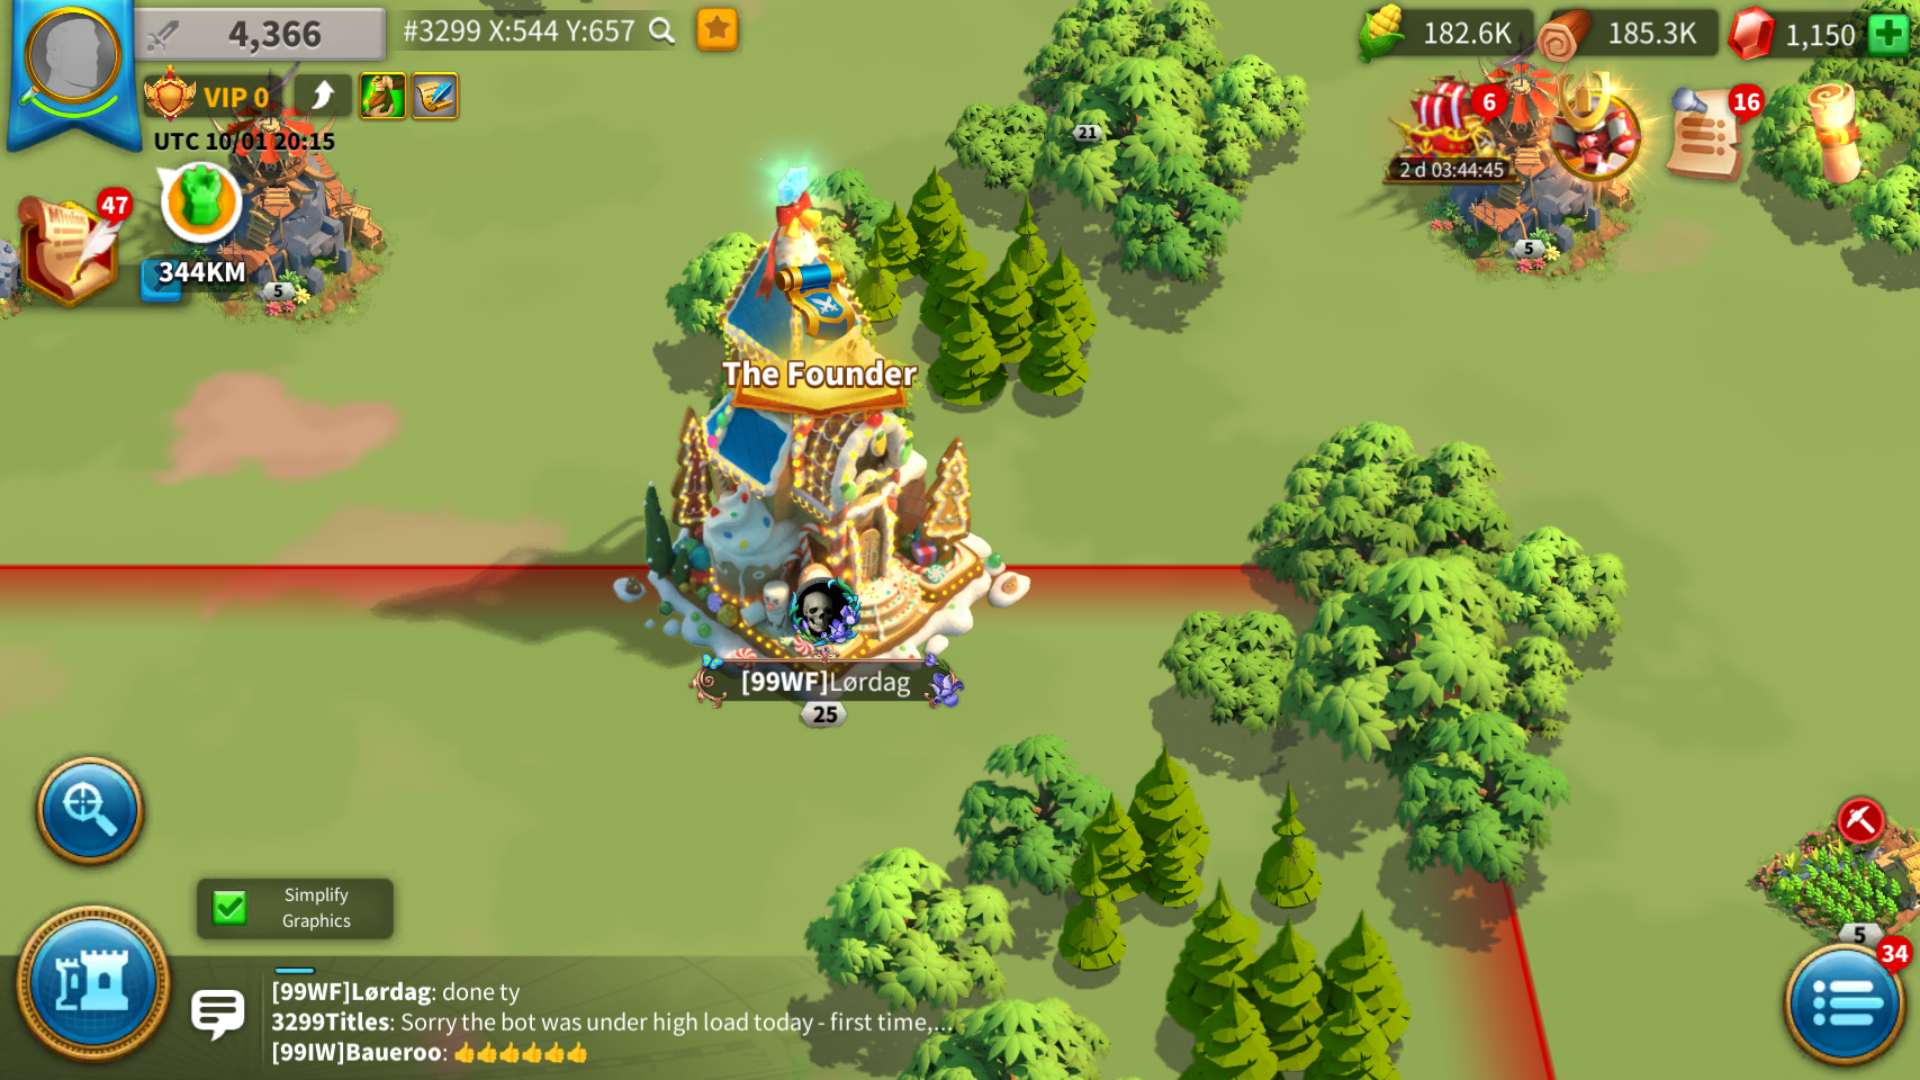 4,366
#3299 X:544 Y:657
182.6K
185.3K
1,150
VIP 0
UTC 10/01 20:15
6
2 d 03:44:45
16
21
47
Mission
344KM
5
5
The Founder
[99WF]Lørdag
25
Simplify
Graphics
5
34
[99WF]Lørdag: done ty
3299Titles: Sorry the bot was under high load today - first time,...
[99IW]Baueroo: 👍👍👍👍👍👍